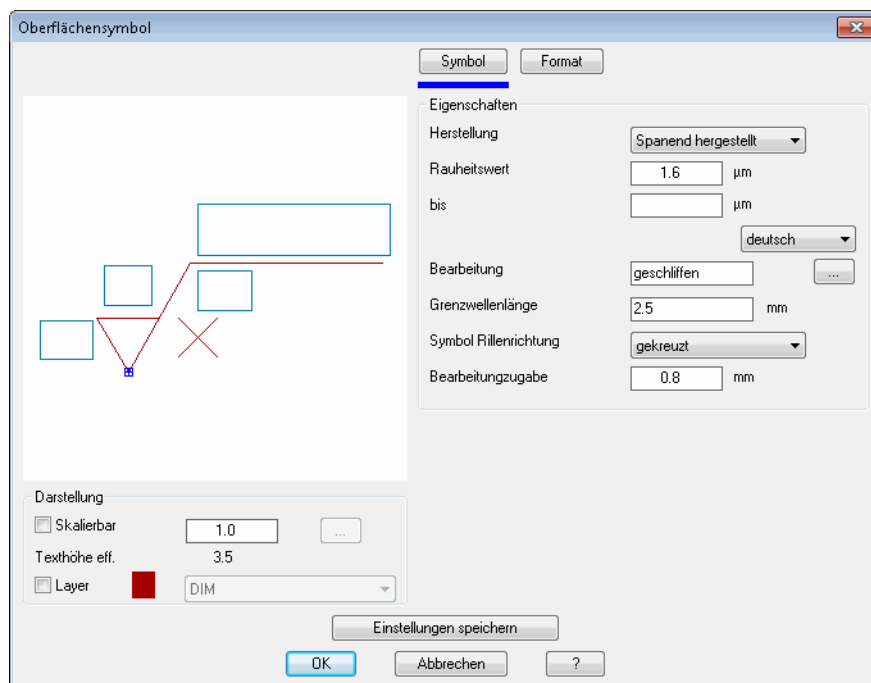 Oberflächensymbol
Symbol Format
Eigenschaften
Herstellung Spanend hergestellt
Rauheitswert 1.6 µm
bis µm
deutsch
Bearbeitung geschliffen ...
Grenzwellenlänge 2.5 mm
Symbol Rillenrichtung gekreuzt
Bearbeitungzugabe 0.8 mm
Darstellung
Skalierbar 1.0 ...
Texthöhe eff. 3.5
Layer DIM
Einstellungen speichern
OK Abbrechen ?